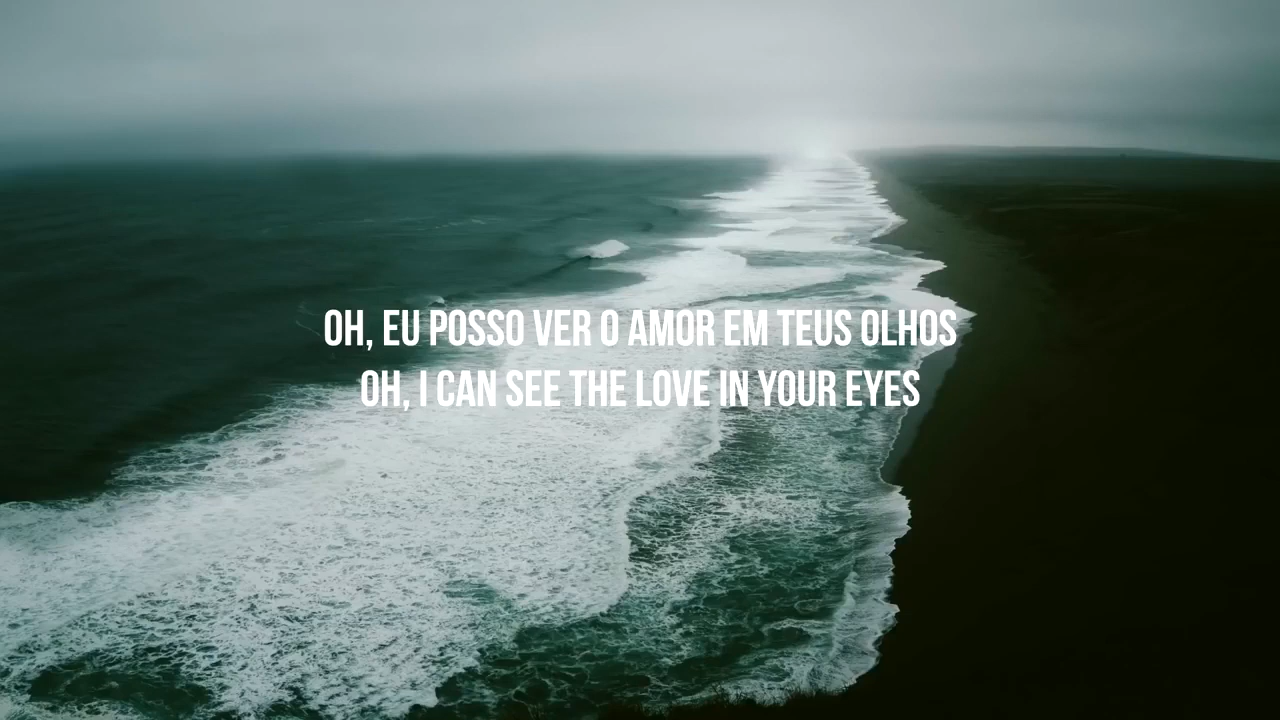 OH, EU POSSO VER O AMOR EM TEUS OLHOS
OH, I CAN SEE THE LOVE IN YOUR EYES